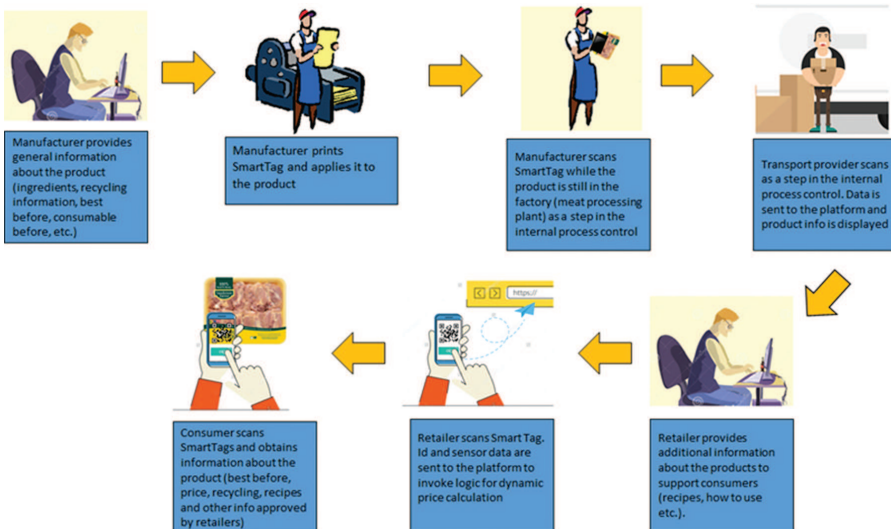 Manufacturer provides
general information
about the product
(ingredients, recycling
information, best
before, consumable
before, etc.)
Manufacturer prints
SmartTag and applies it to
the product
Manufacturer scans
SmartTag while the
product is still in the
factory (meat processing
plant) as a step in the
internal process control
Transport provider scans
as a step in the internal
process control. Data is
sent to the platform and
product info is displayed
https://
Retailer provides
additional information
about the products to
support consumers
(recipes, how to use
etc.).
Retailer scans Smart Tag.
Id and sensor data are
sent to the platform to
invoke logic for dynamic
price calculation
Consumer scans
SmartTags and obtains
information about the
product (best before,
price, recycling, recipes
and other info approved
by retailers)